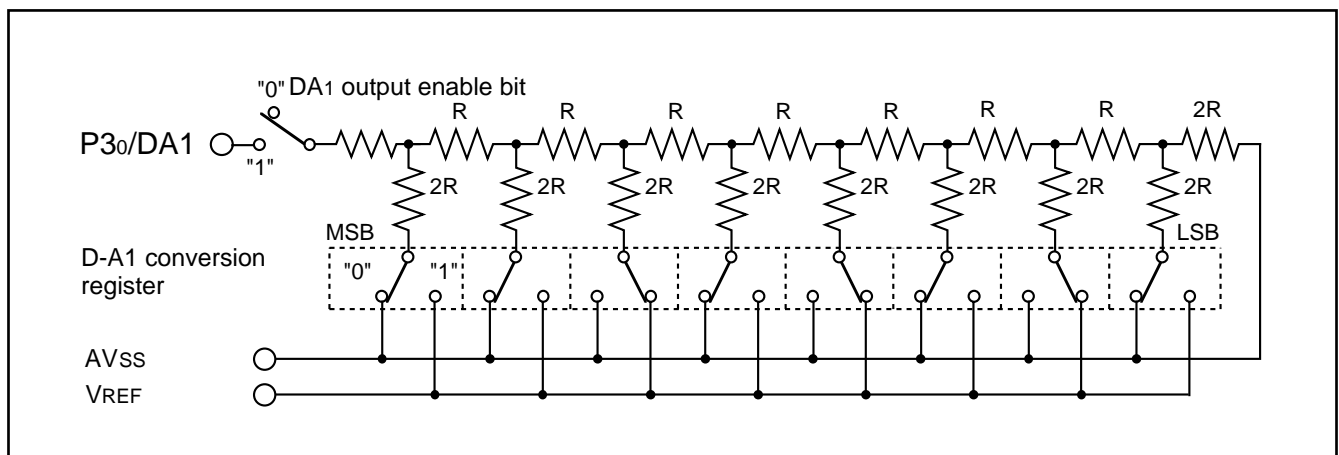 "0" DA1 output enable bit
R R R R R R R 2R
P30/DA1
"1"
2R 2R 2R 2R 2R 2R 2R 2R
MSB LSB
D-A1 conversion
register
"0" "1"
AVSS
VREF